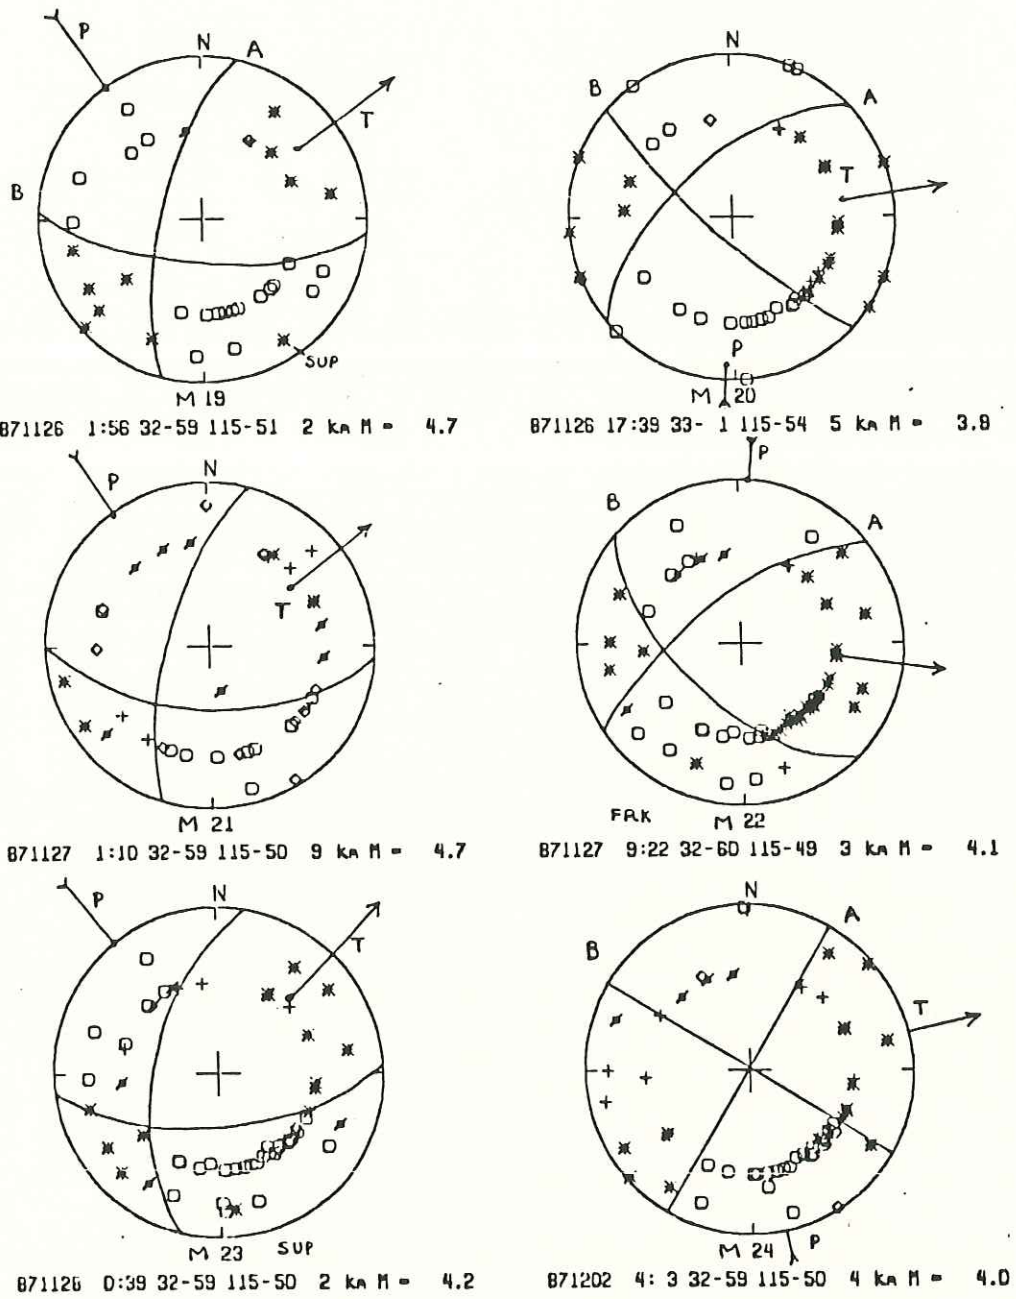 P
N
A
T
B
SUP
M 19
871126 1:56 32-59 115-51 2 km M = 4.7
N
B
A
T
P
M 20
871126 17:39 33- 1 115-54 5 km M = 3.9
P
N
T
M 21
871127 1:10 32-59 115-50 9 km M = 4.7
P
B
A
FRK
M 22
871127 9:22 32-60 115-49 3 km M = 4.1
P
N
T
M 23
SUP
871128 0:39 32-59 115-50 2 km M = 4.2
N
A
B
T
P
M 24
871202 4: 3 32-59 115-50 4 km M = 4.0